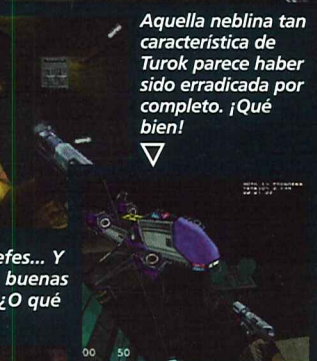 Aquella neblina tan
característica de
Turok parece haber
sido erradicada por
completo. ¡Qué
bien!
efes... Y
buenas
¿O qué
00 50